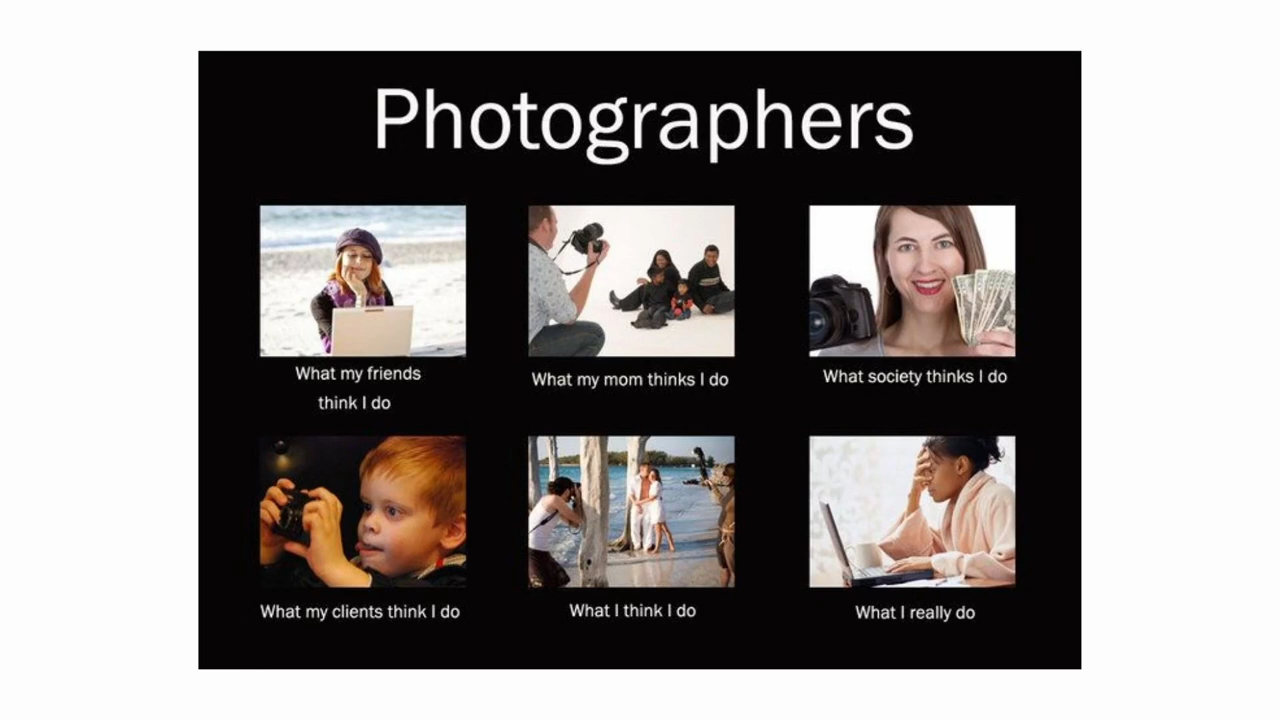 Photographers
What my friends
think I do
What my mom thinks I do
What society thinks I do
What my clients think I do
What I think I do
What I really do